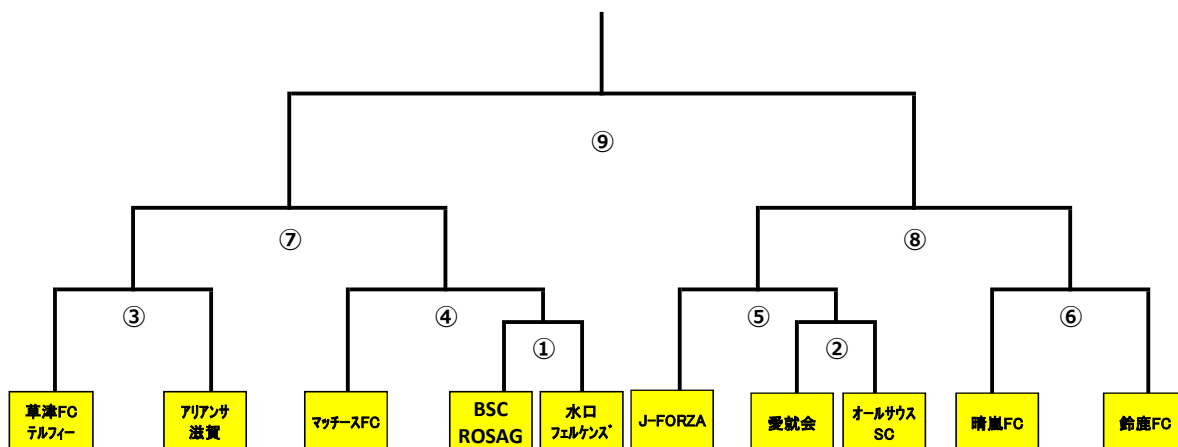 ⑨
⑦
⑧
③
④
⑤
⑥
①
②
草津FC
テルフィー
アリアンサ
滋賀
マッチースFC
BSC
ROSAG
水口
フェルケンズ
J-FORZA
愛就会
オールサウス
SC
晴嵐FC
鈴鹿FC